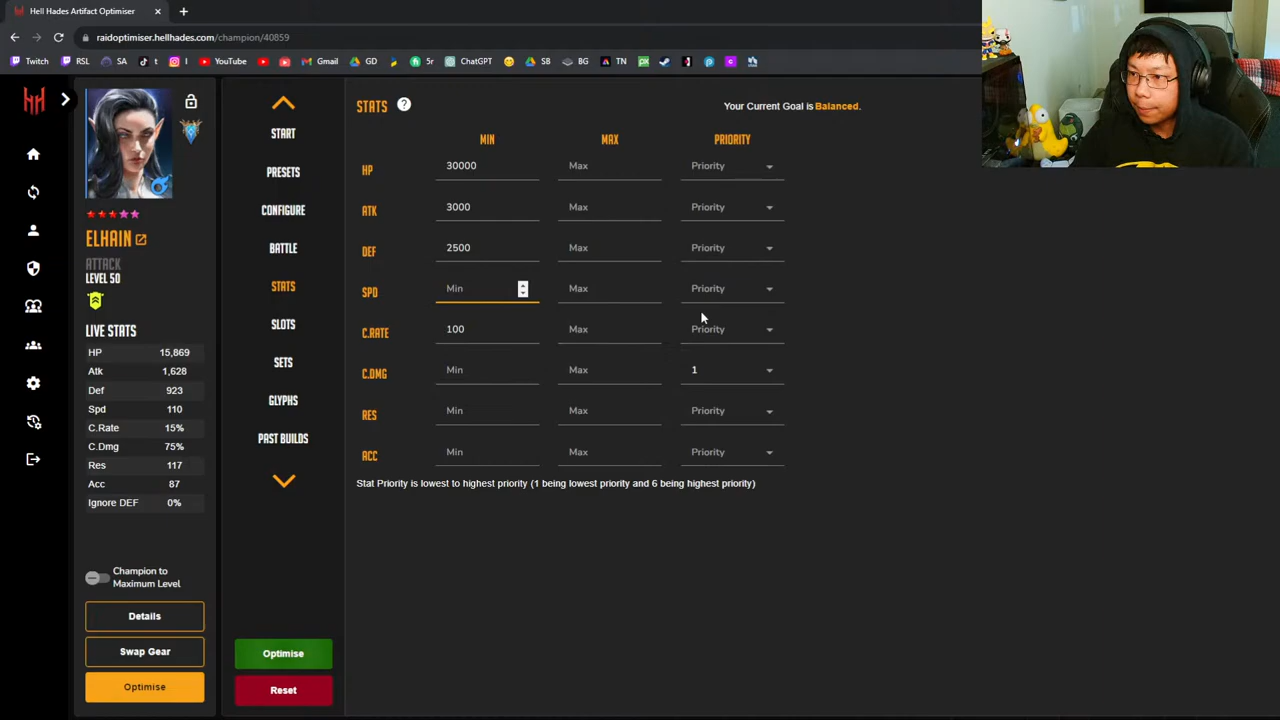 Hell Hades Artifact Optimiser
raidoptimiser.hellhades.com/champion/40859
Twitch RSL SA t I YouTube Gmail GD 5r ChatGPT SB BG TN
ELHAIN
ATTACK
LEVEL 50
LIVE STATS
HP 15,869
Atk 1,628
Def 923
Spd 110
C.Rate 15%
C.Dmg 75%
Res 117
Acc 87
Ignore DEF 0%
Champion to
Maximum Level
Details
Swap Gear
Optimise
START
PRESETS
CONFIGURE
BATTLE
STATS
SLOTS
SETS
GLYPHS
PAST BUILDS
Optimise
Reset
STATS ? Your Current Goal is Balanced.
MIN MAX PRIORITY
HP 30000 Max Priority
ATK 3000 Max Priority
DEF 2500 Max Priority
SPD Min Max Priority
C.RATE 100 Max Priority
C.DMG Min Max 1
RES Min Max Priority
ACC Min Max Priority
Stat Priority is lowest to highest priority (1 being lowest priority and 6 being highest priority)